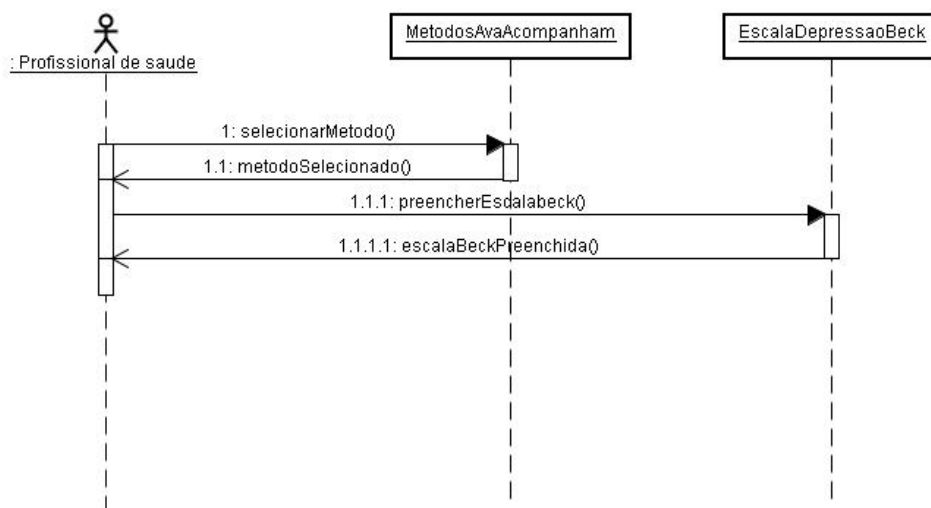 MetodosAvaAcompanham
EscalaDepressaoBeck
: Profissional de saude
1: selecionarMetodo()
1.1: metodoSelecionado()
1.1.1: preencherEscalabeck()
1.1.1.1: escalaBeckPreenchida()